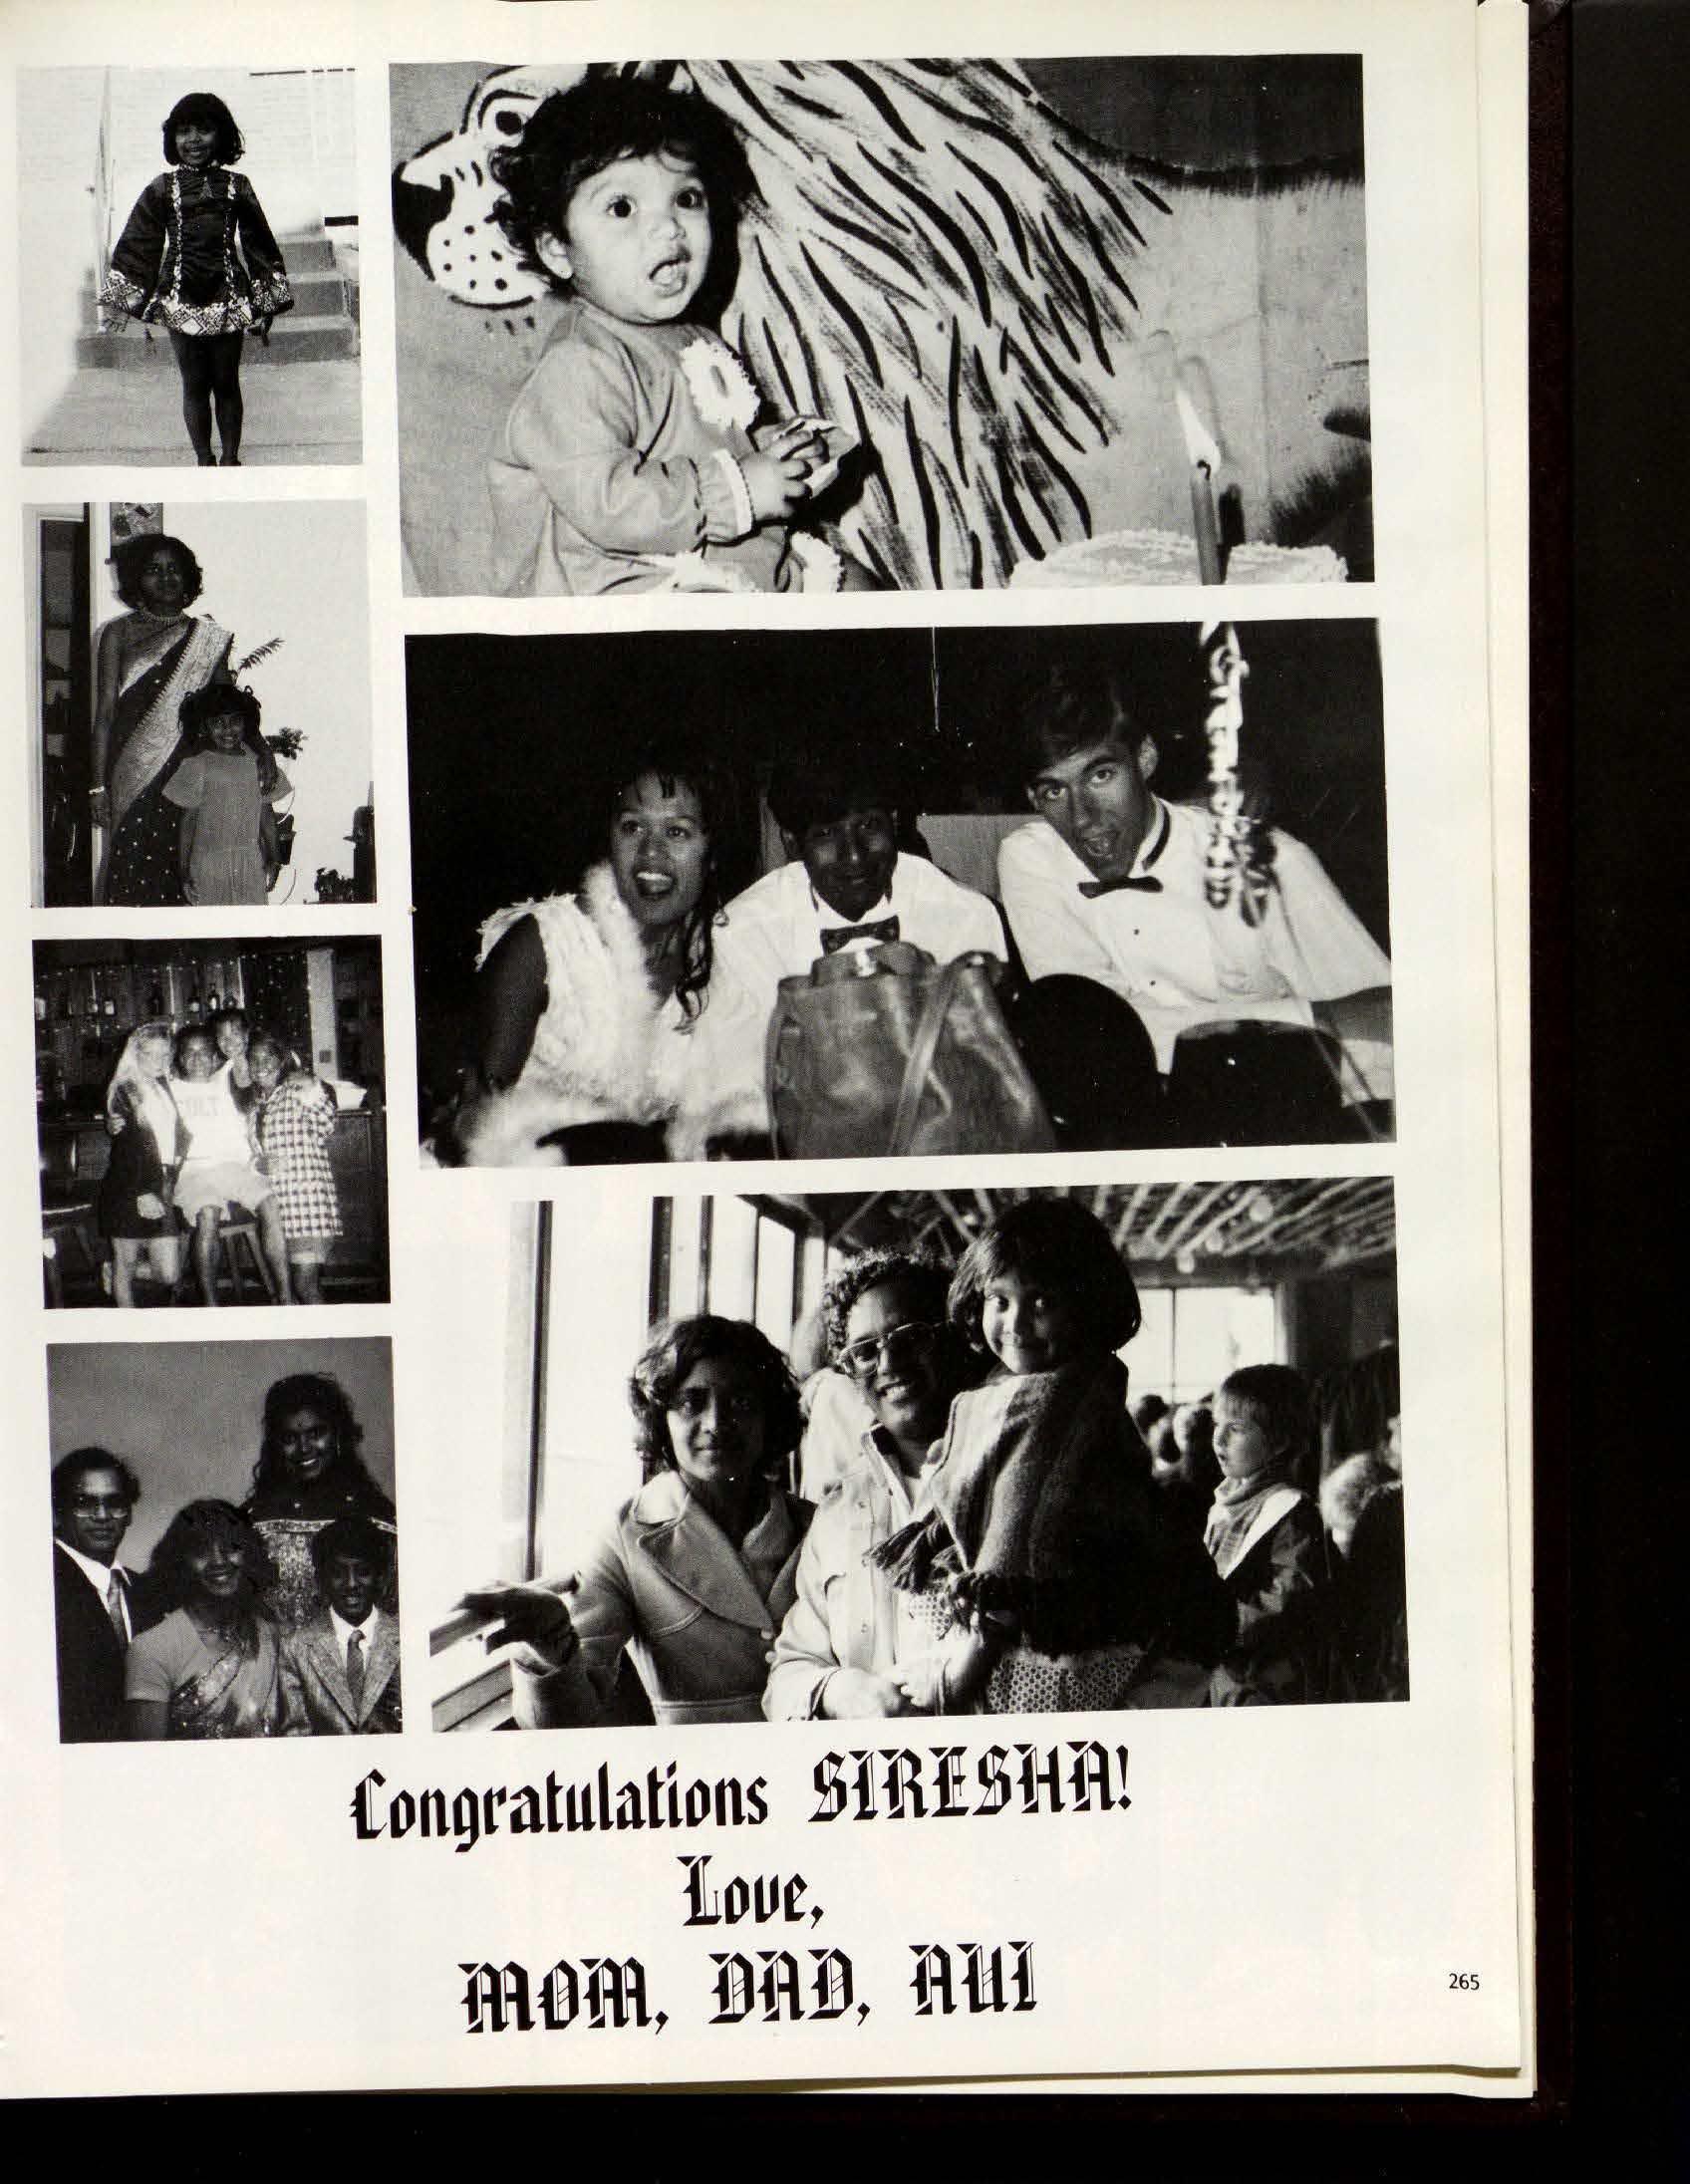 Congratulations SIRESHA!
Love,
MOM, DAD, AUI
265